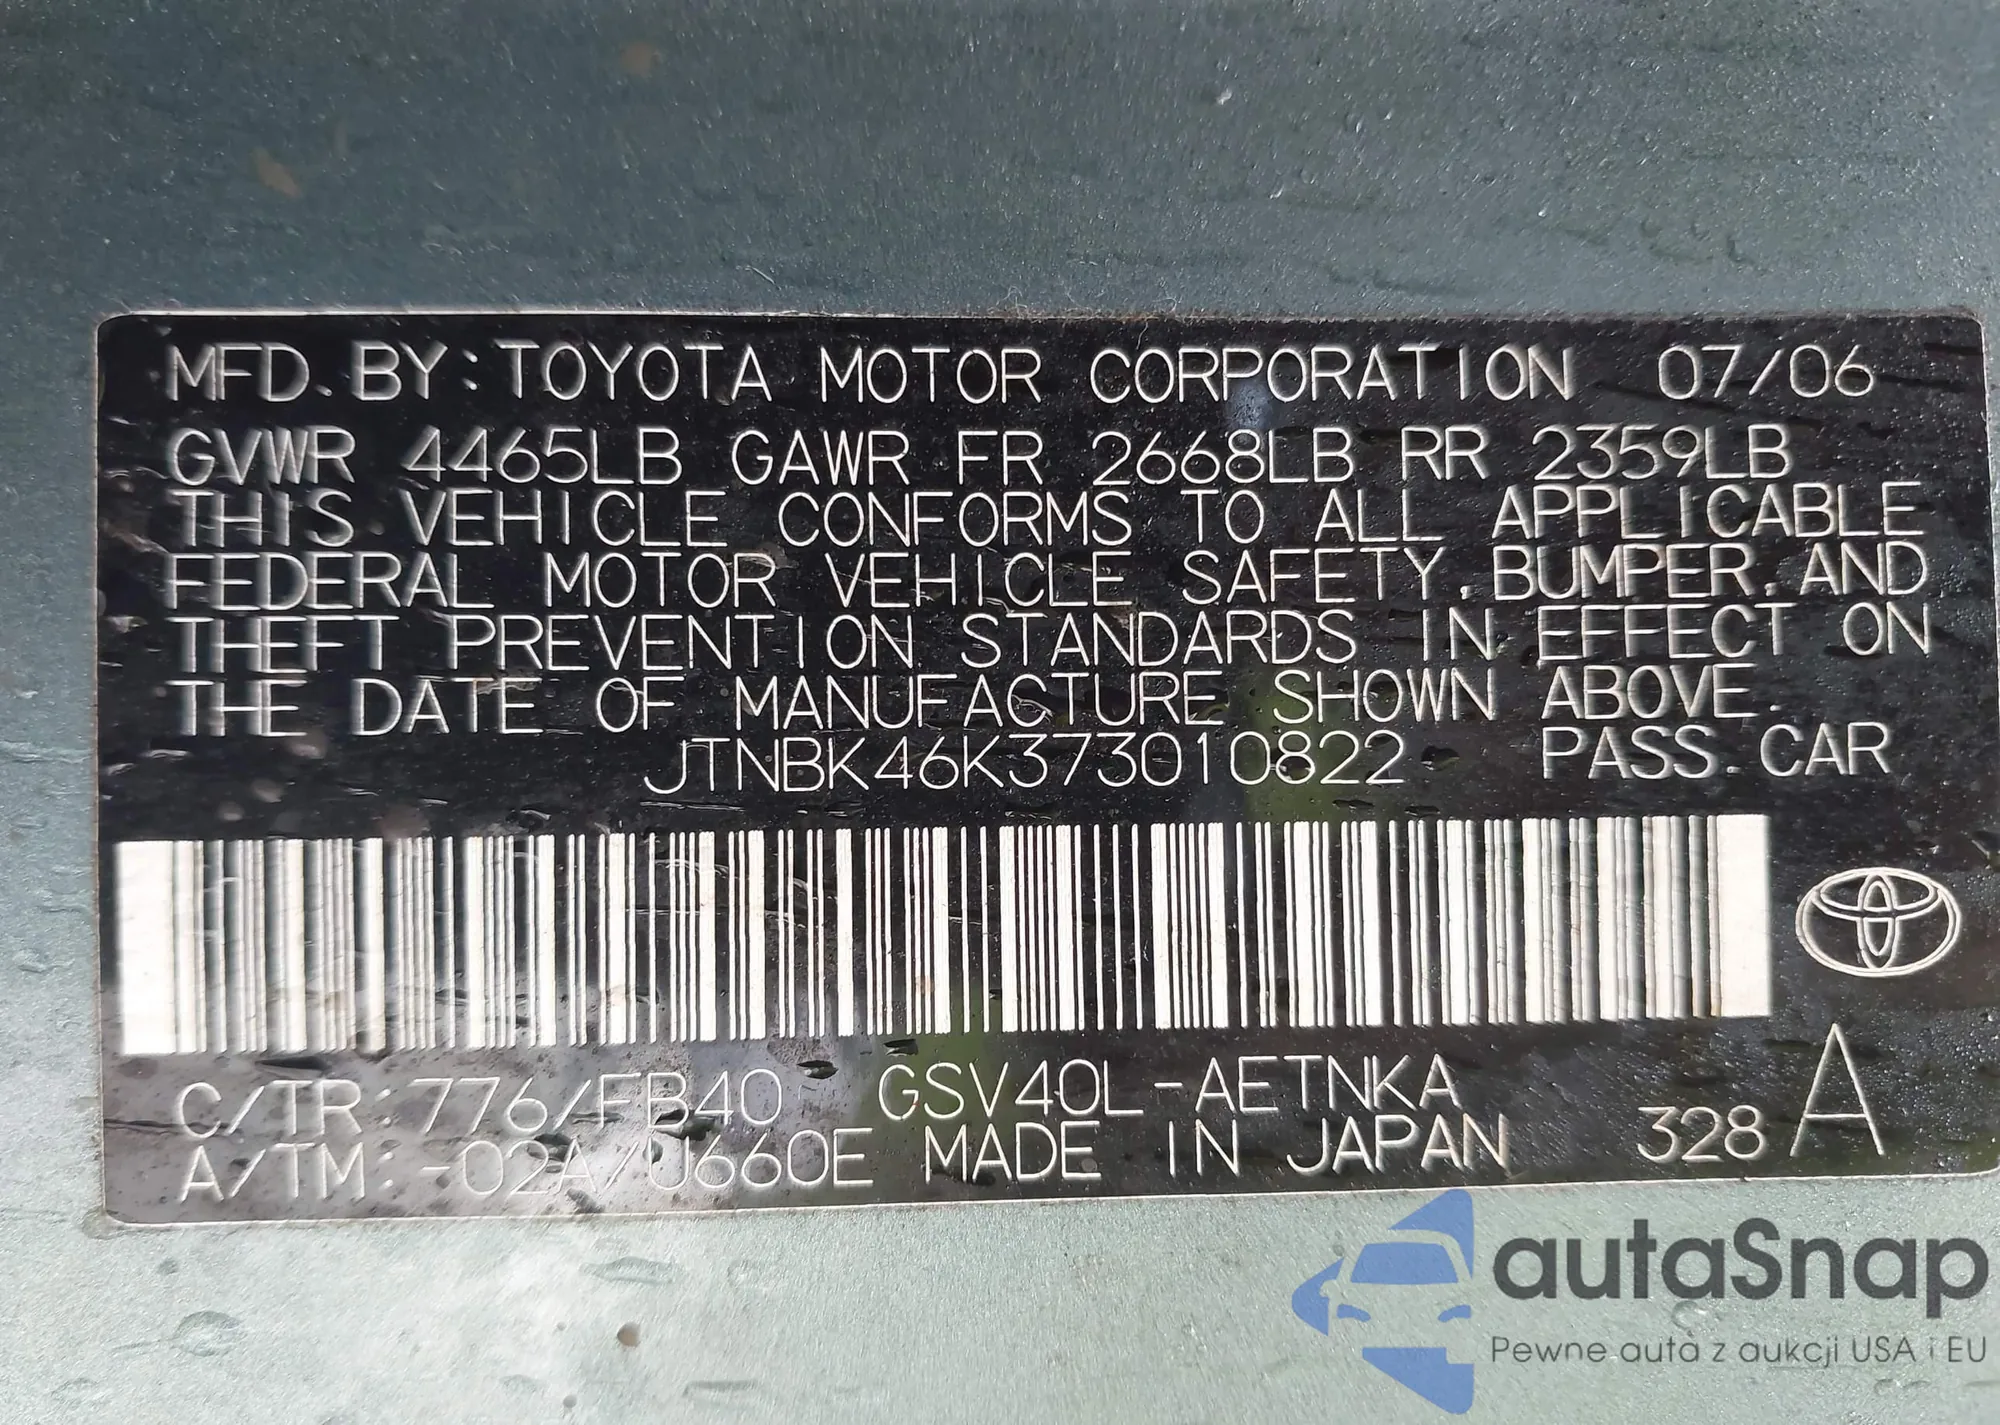 MFD. BY: TOYOTA MOTOR CORPORATION 07/06
GVWR 4465LB GAWR FR 2668LB RR 2359LB
THIS VEHICLE CONFORMS TO ALL APPLICABLE
FEDERAL MOTOR VEHICLE SAFETY, BUMPER, AND
THEFT PREVENTION STANDARDS IN EFFECT ON
THE DATE OF MANUFACTURE SHOWN ABOVE.
JTNBK46K373010822 PASS. CAR
C/TR: 776/FB40 GSV40L-AETNKA
A/TM: -02A/U660E MADE IN JAPAN 328 A
autaSnap
Pewne auta z aukcji USA i EU